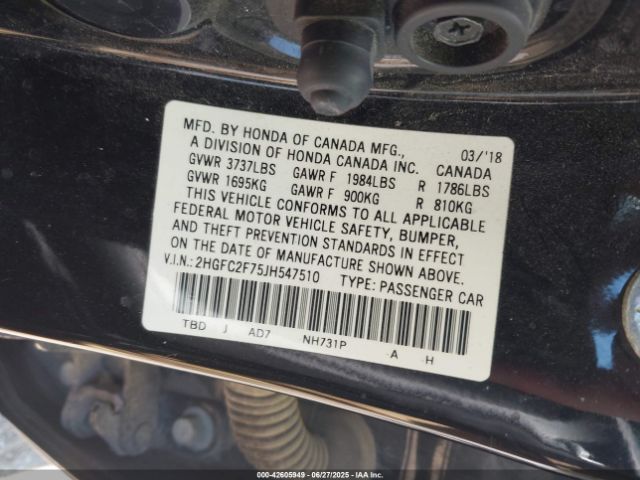 MFD. BY HONDA OF CANADA MFG., 03/'18
A DIVISION OF HONDA CANADA INC. CANADA
GVWR 3737LBS GAWR F 1984LBS R 1786LBS
GVWR 1695KG GAWR F 900KG R 810KG
THIS VEHICLE CONFORMS TO ALL APPLICABLE
FEDERAL MOTOR VEHICLE SAFETY, BUMPER,
AND THEFT PREVENTION STANDARDS IN EFFECT
ON THE DATE OF MANUFACTURE SHOWN ABOVE.
V.I.N.: 2HGFC2F75JH547510 TYPE: PASSENGER CAR
TBD J AD7 NH731P A H
000-42605949 06/27/2025 IAAI.com